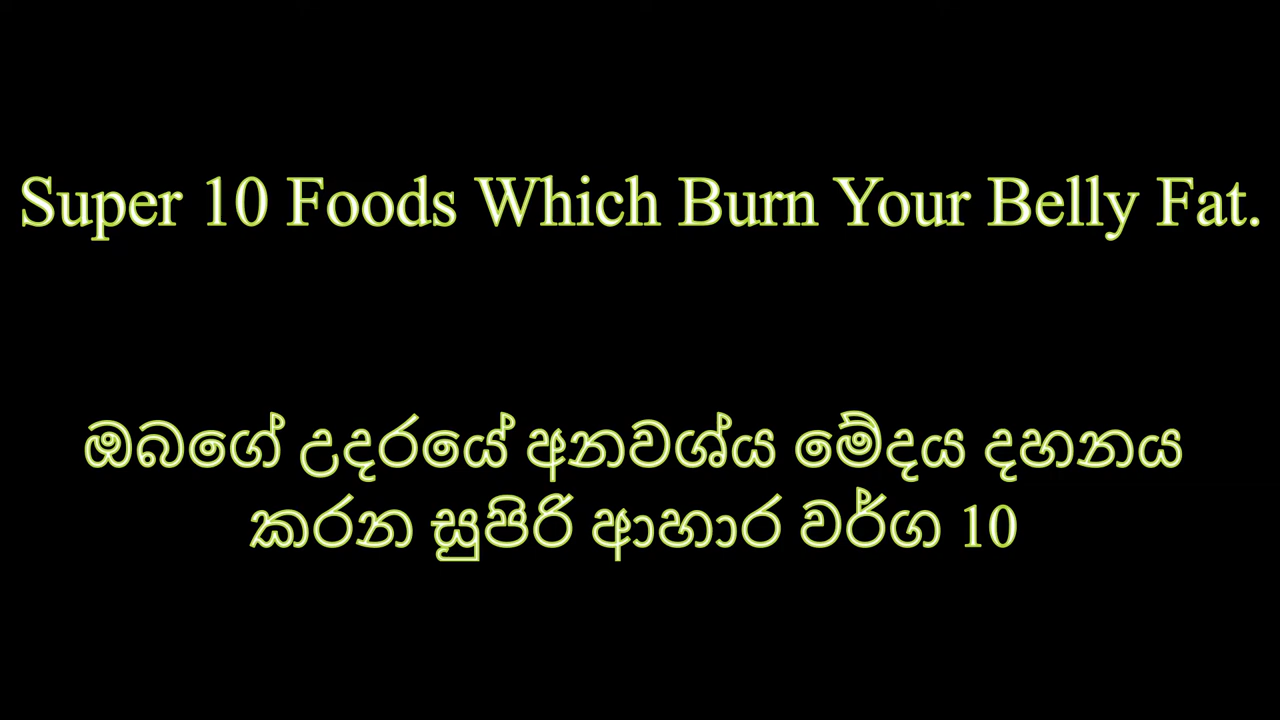 Super 10 Foods Which Burn Your Belly Fat.
ඔබගේ උදරයේ අනවශ්‍ය මේදය දහනය
කරන සුපිරි ආහාර වර්ග 10